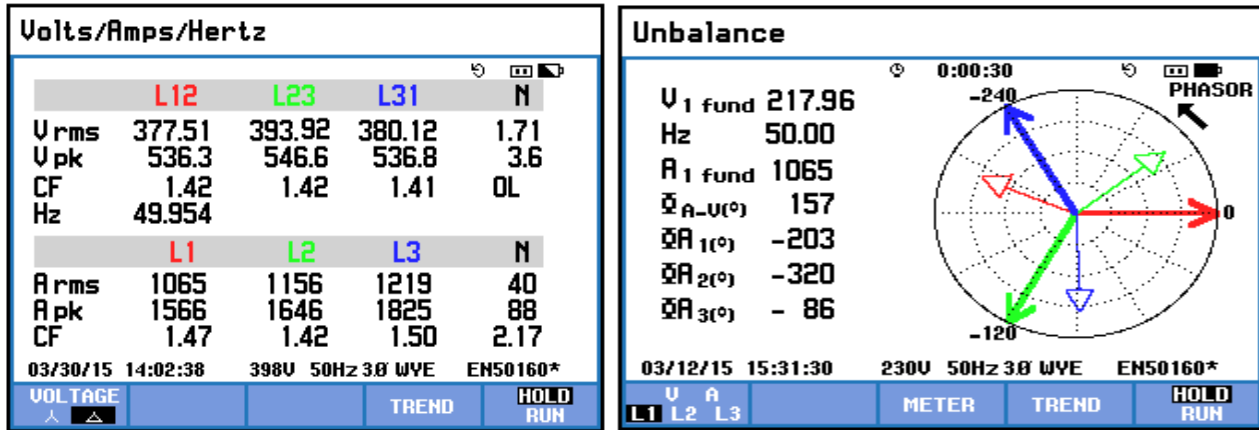 Volts/Amps/Hertz
L12 L23 L31 N
Vrms 377.51 393.92 380.12 1.71
Vpk 536.3 546.6 536.8 3.6
CF 1.42 1.42 1.41 OL
Hz 49.954
L1 L2 L3 N
Arms 1065 1156 1219 40
Apk 1566 1646 1825 88
CF 1.47 1.42 1.50 2.17
03/30/15 14:02:38 398V 50Hz 3Ø WYE EN50160*
VOLTAGE TREND HOLD
RUN
Unbalance
0:00:30
PHASOR
V1 fund 217.96
Hz 50.00
A1 fund 1065
ΦA-V(°) 157
ΦA1(°) -203
ΦA2(°) -320
ΦA3(°) - 86
-240
0
-120
03/12/15 15:31:30 230V 50Hz 3Ø WYE EN50160*
V A
L1 L2 L3 METER TREND HOLD
RUN